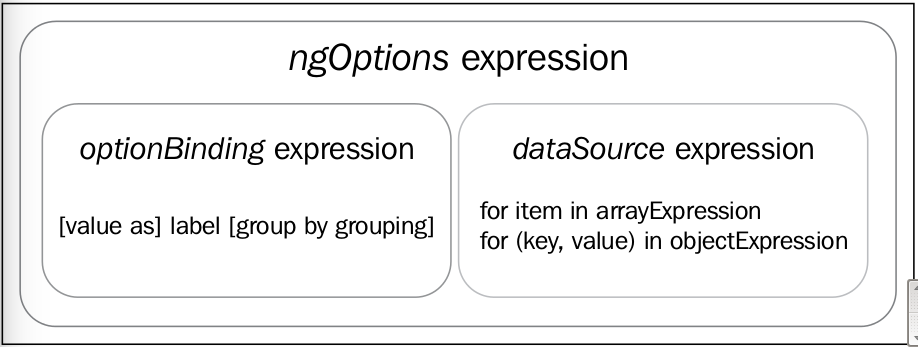 ngOptions expression
optionBinding expression
[value as] label [group by grouping]
dataSource expression
for item in arrayExpression
for (key, value) in objectExpression